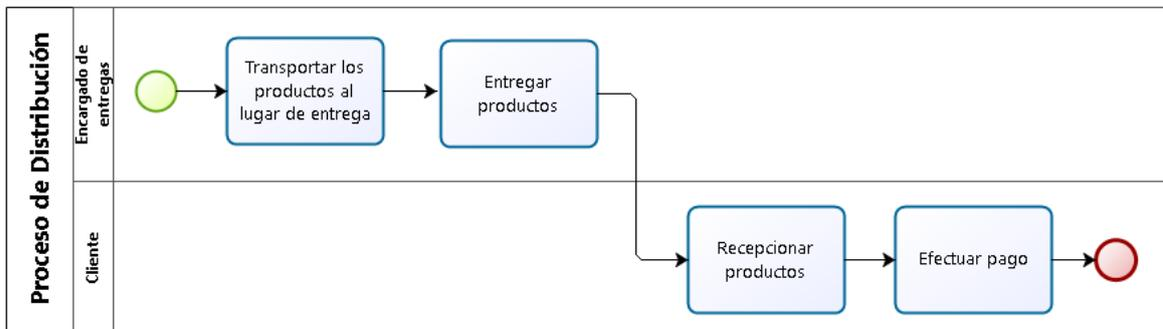 Proceso de Distribución
Encargado de
entregas
Transportar los
productos al
lugar de entrega
Entregar
productos
Cliente
Recepcionar
productos
Efectuar pago